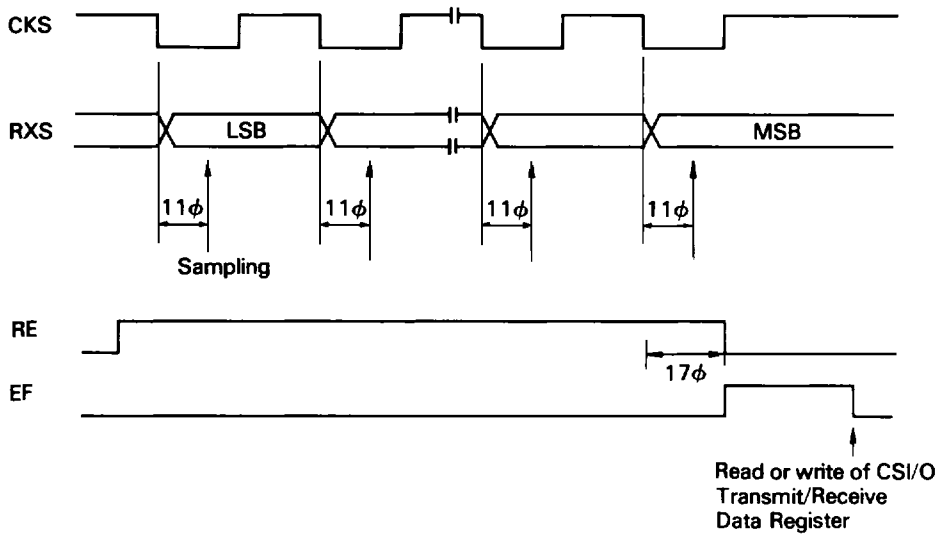 CKS
RXS
LSB
MSB
11ϕ
11ϕ
11ϕ
11ϕ
Sampling
RE
17ϕ
EF
Read or write of CSI/O
Transmit/Receive
Data Register